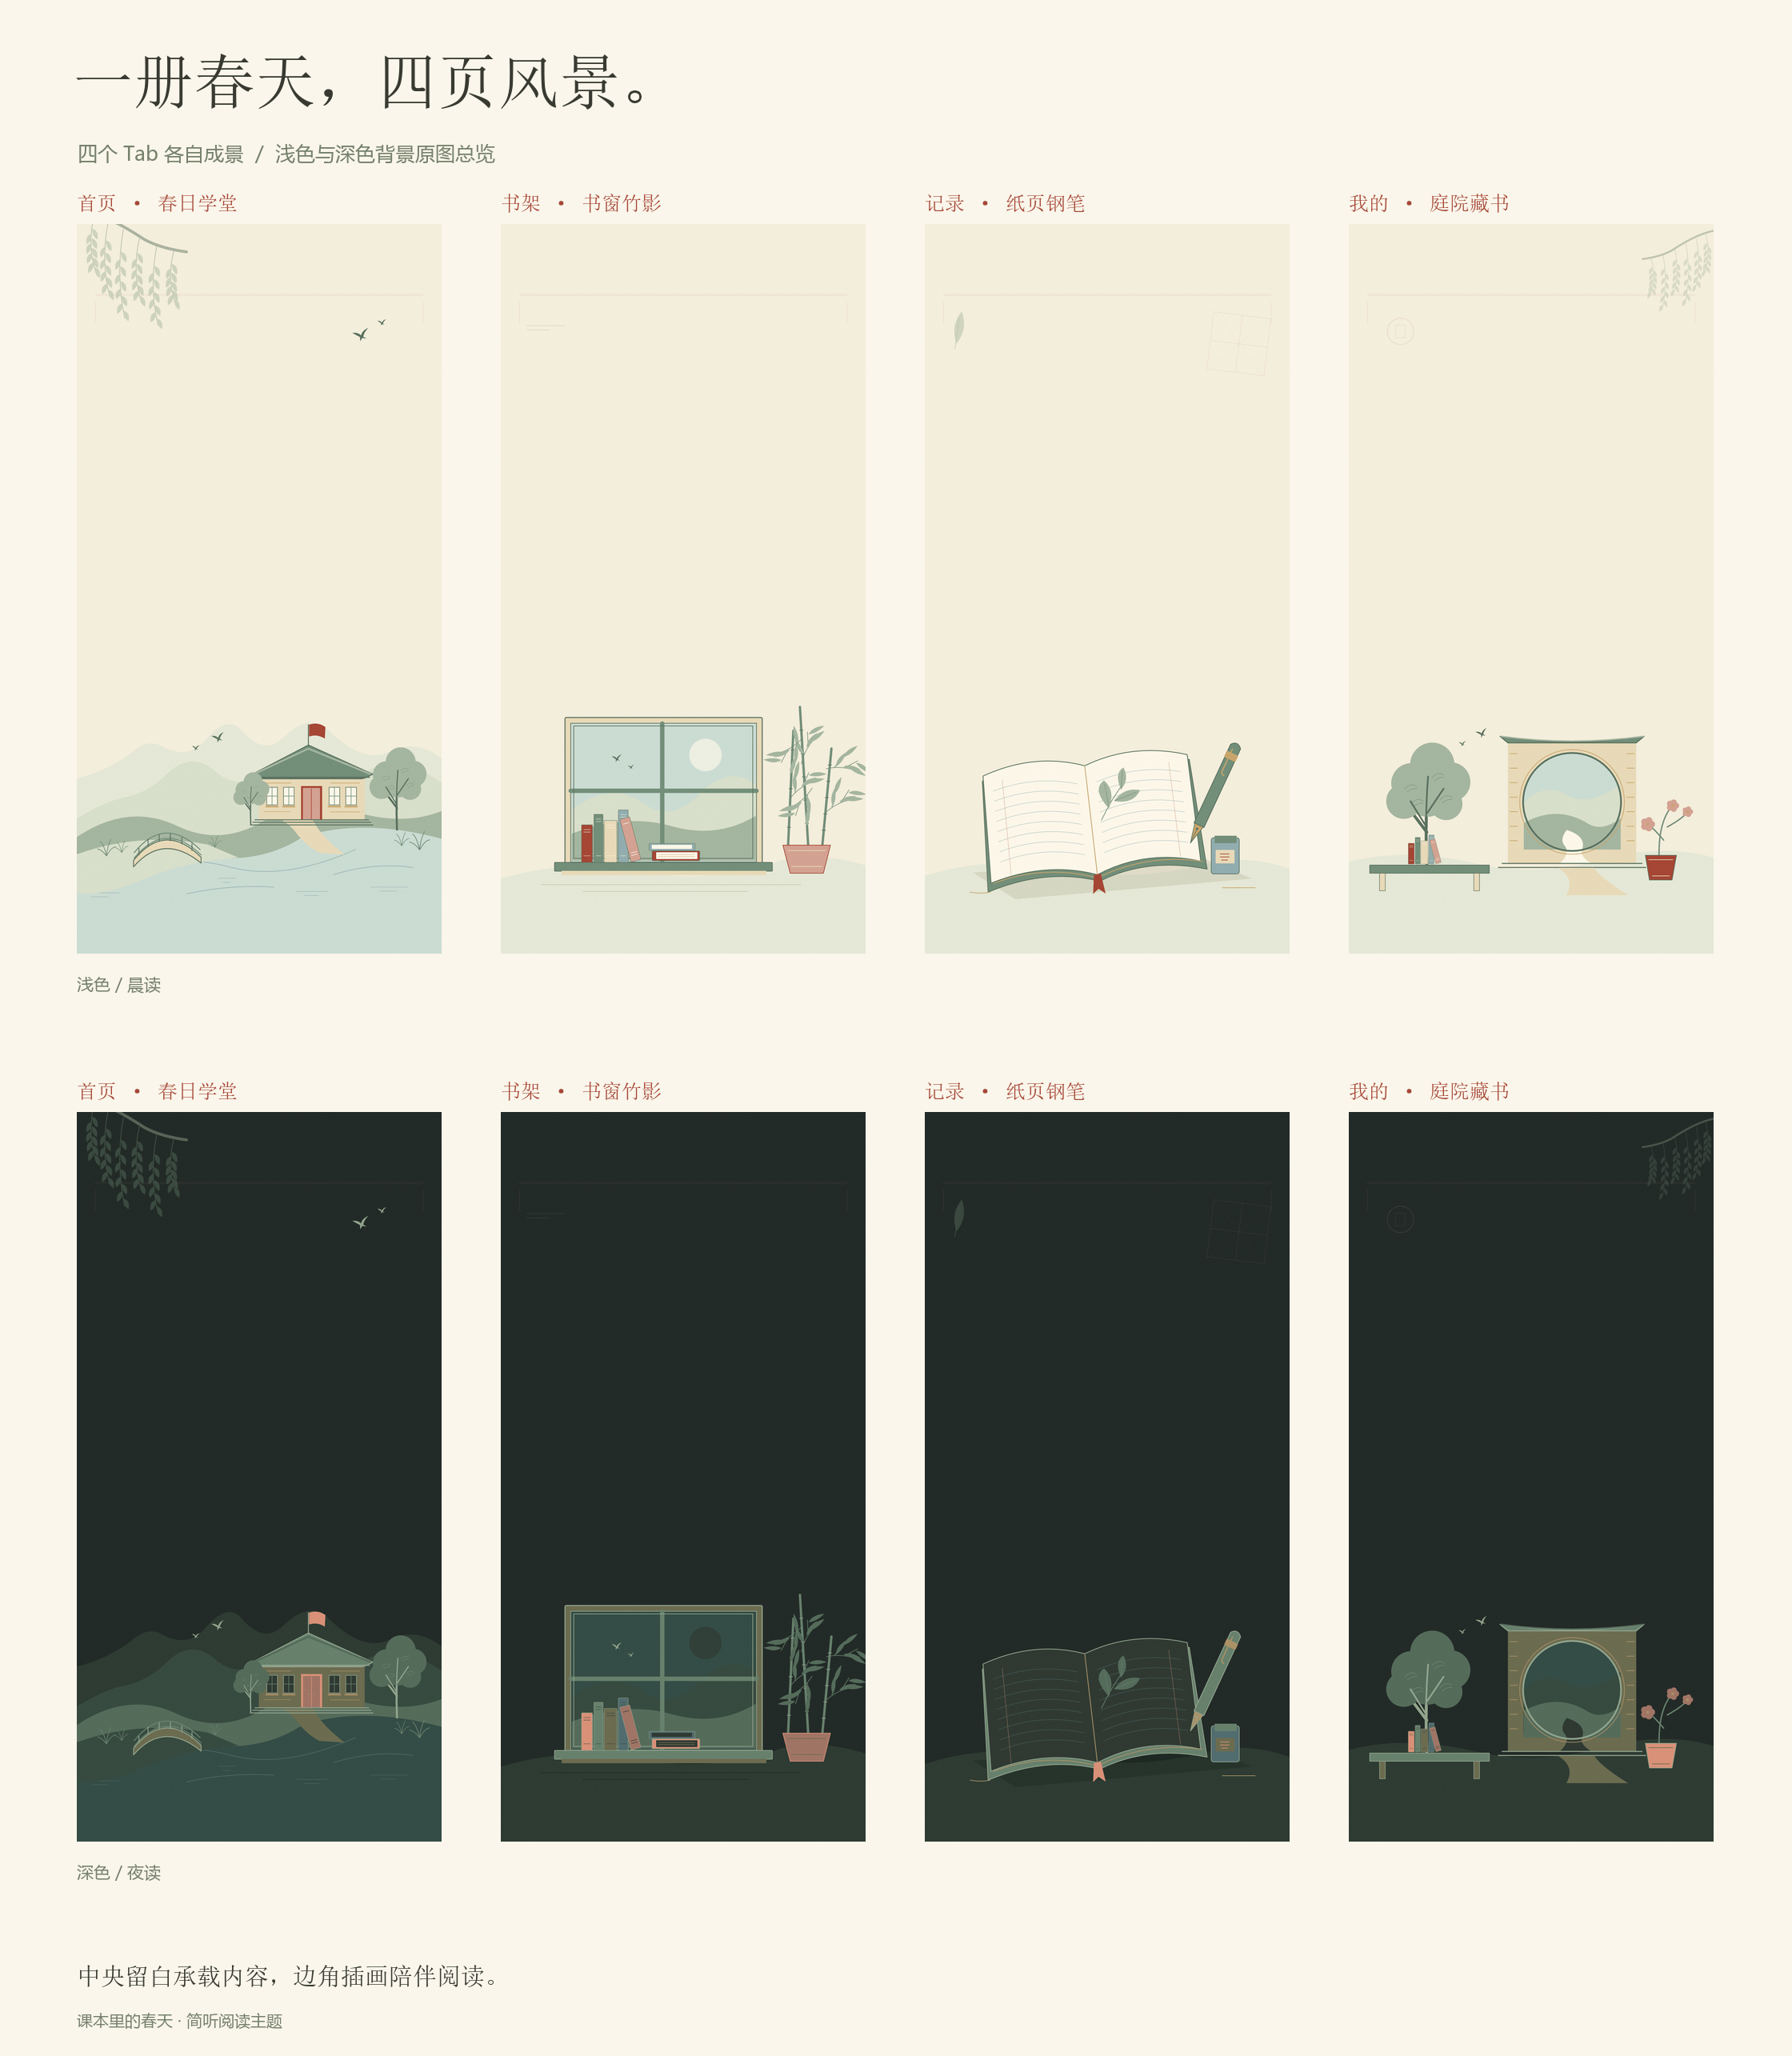 一册春天，四页风景。
四个 Tab 各自成景 / 浅色与深色背景原图总览
首页 • 春日学堂
书架 • 书窗竹影
记录 • 纸页钢笔
我的 • 庭院藏书
浅色 / 晨读
首页 • 春日学堂
书架 • 书窗竹影
记录 • 纸页钢笔
我的 • 庭院藏书
深色 / 夜读
中央留白承载内容，边角插画陪伴阅读。
课本里的春天 · 简听阅读主题